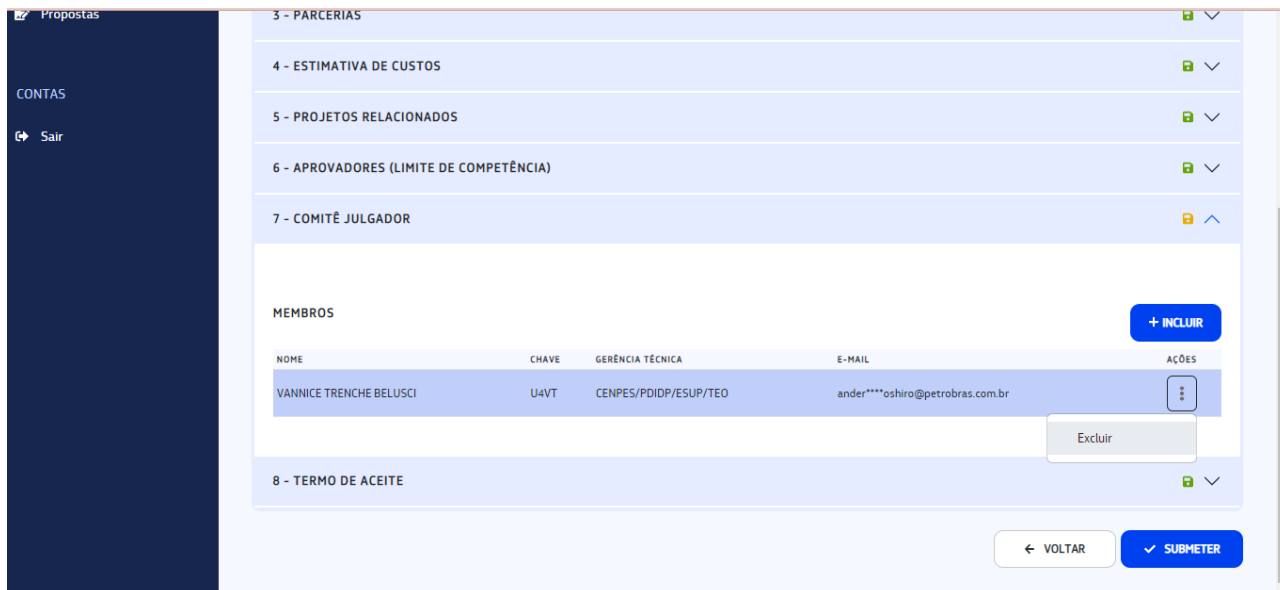 Propostas
CONTAS
Sair
3 - PARCERIAS
4 - ESTIMATIVA DE CUSTOS
5 - PROJETOS RELACIONADOS
6 - APROVADORES (LIMITE DE COMPETÊNCIA)
7 - COMITÊ JULGADOR
MEMBROS
+ INCLUIR
NOME CHAVE GERÊNCIA TÉCNICA E-MAIL AÇÕES
VANNICE TRENCHE BELUSCI U4VT CENPES/PDIDP/ESUP/TEO ander****oshiro@petrobras.com.br
Excluir
8 - TERMO DE ACEITE
← VOLTAR ✓ SUBMETER